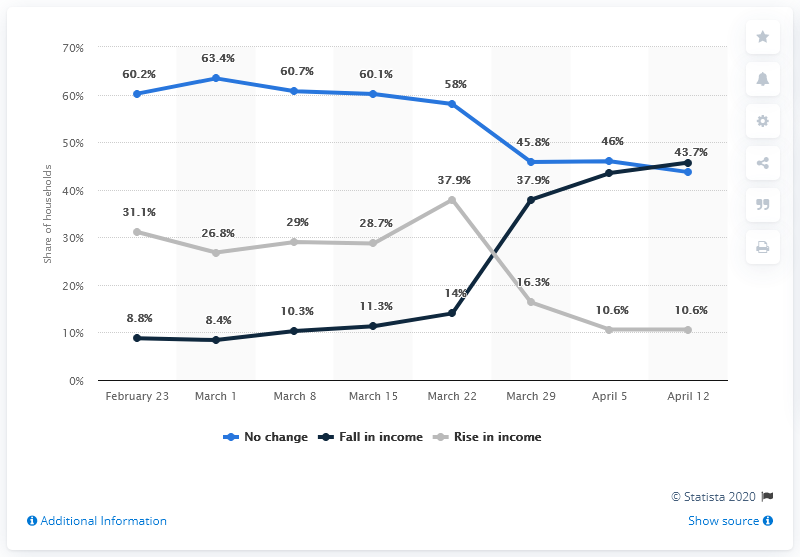 70%
60%
50%
40%
30%
20%
10%
0%
Share of households
60.2%
63.4%
60.7%
60.1%
58%
45.8%
46%
43.7%
31.1%
26.8%
29%
28.7%
37.9%
37.9%
16.3%
10.6%
10.6%
8.8%
8.4%
10.3%
11.3%
14%
February 23
March 1
March 8
March 15
March 22
March 29
April 5
April 12
No change
Fall in income
Rise in income
© Statista 2020
Additional Information
Show source